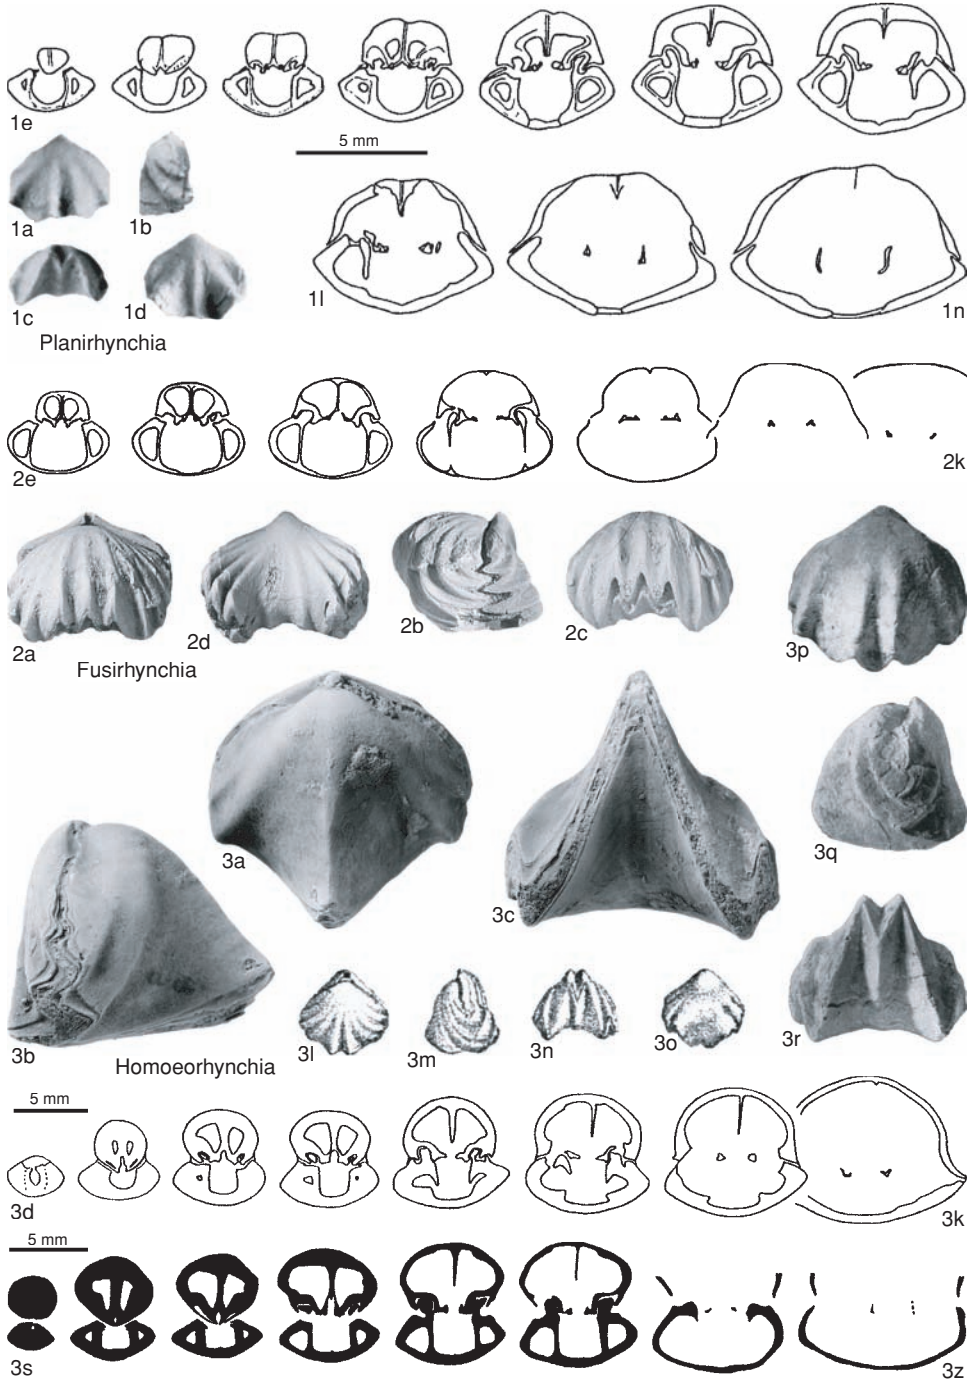 1e
5 mm
1a
1b
1c
1d
1l
1n
Planirhynchia
2e
2k
2a
2d
2b
2c
3p
Fusirhynchia
3a
3c
3q
3b
3l
3m
3n
3o
3r
Homoeorhynchia
5 mm
3d
3k
5 mm
3s
3z